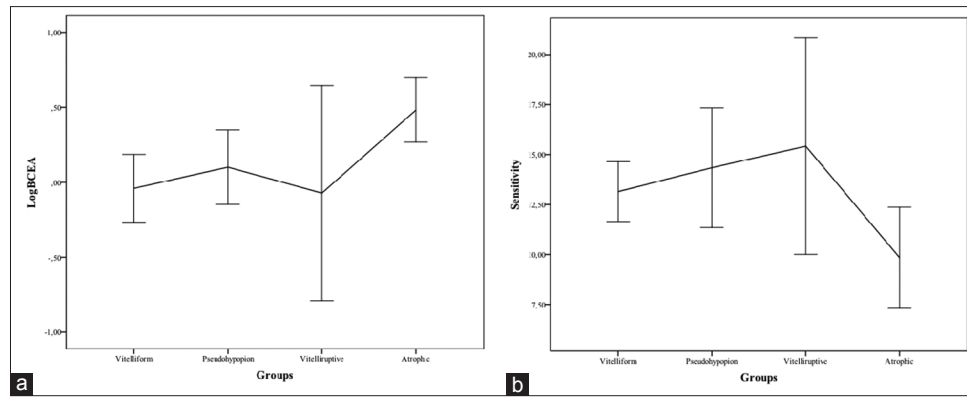 1,00
,50
,00
-,50
-1,00
LogBCEA
Vitelliform Pseudohypopion Vitelliruptive Atrophic
Groups
a
20,00
17,50
15,00
12,50
10,00
7,50
Sensitivity
Vitelliform Pseudohypopion Vitelliruptive Atrophic
Groups
b